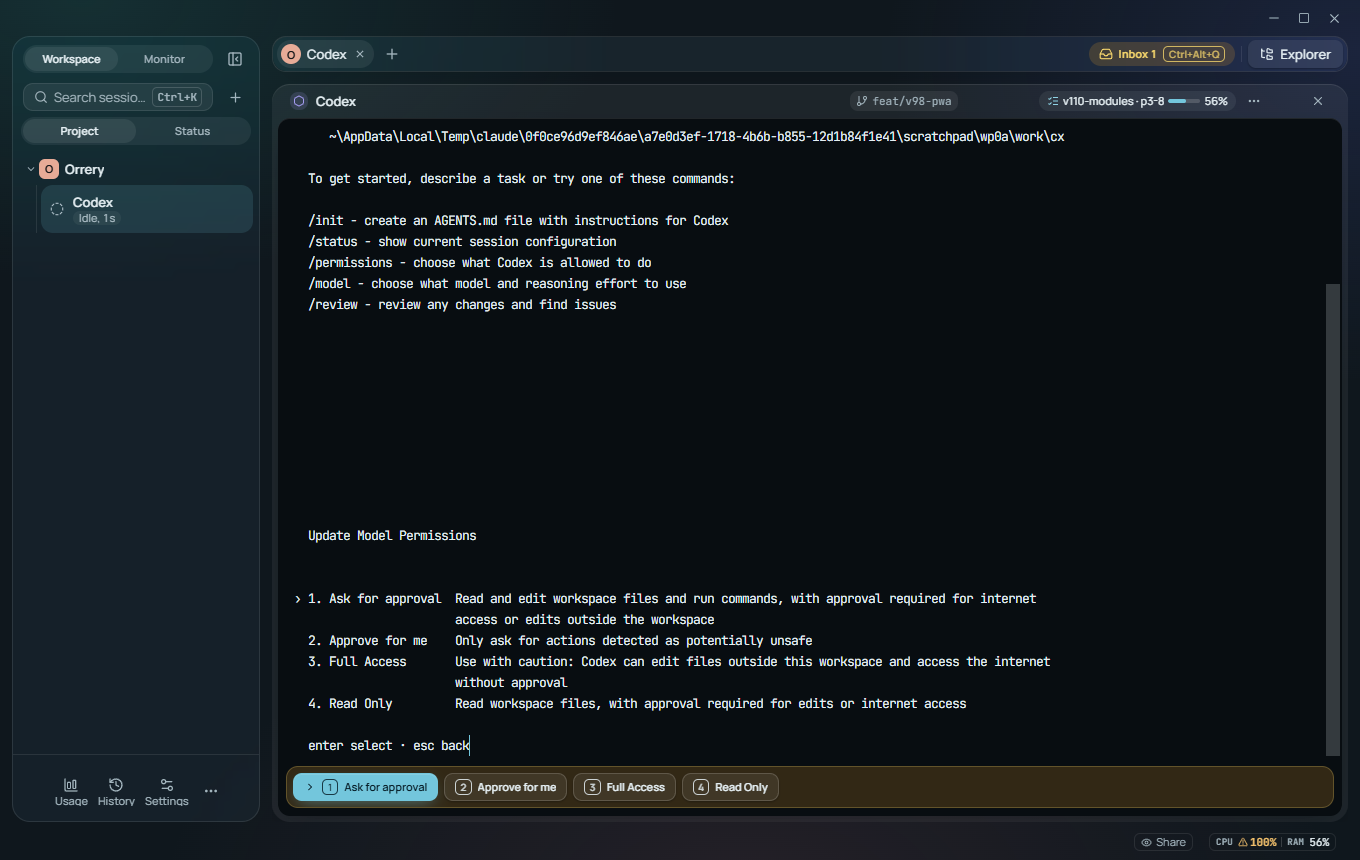 Workspace
Monitor
Search sessio... Ctrl+K
Project
Status
O Orrery
Codex
Idle, 1s
Usage
History
Settings
O Codex
Inbox 1 Ctrl+Alt+Q
Explorer
Codex
feat/v98-pwa
v110-modules · p3-8 56%
~\AppData\Local\Temp\claude\0f0ce96d9ef846ae\a7e0d3ef-1718-4b6b-b855-12d1b84f1e41\scratchpad\wp0a\work\cx
To get started, describe a task or try one of these commands:
/init - create an AGENTS.md file with instructions for Codex
/status - show current session configuration
/permissions - choose what Codex is allowed to do
/model - choose what model and reasoning effort to use
/review - review any changes and find issues
Update Model Permissions
› 1. Ask for approval Read and edit workspace files and run commands, with approval required for internet
access or edits outside the workspace
2. Approve for me Only ask for actions detected as potentially unsafe
3. Full Access Use with caution: Codex can edit files outside this workspace and access the internet
without approval
4. Read Only Read workspace files, with approval required for edits or internet access
enter select · esc back
› 1 Ask for approval
2 Approve for me
3 Full Access
4 Read Only
Share
CPU 100% RAM 56%